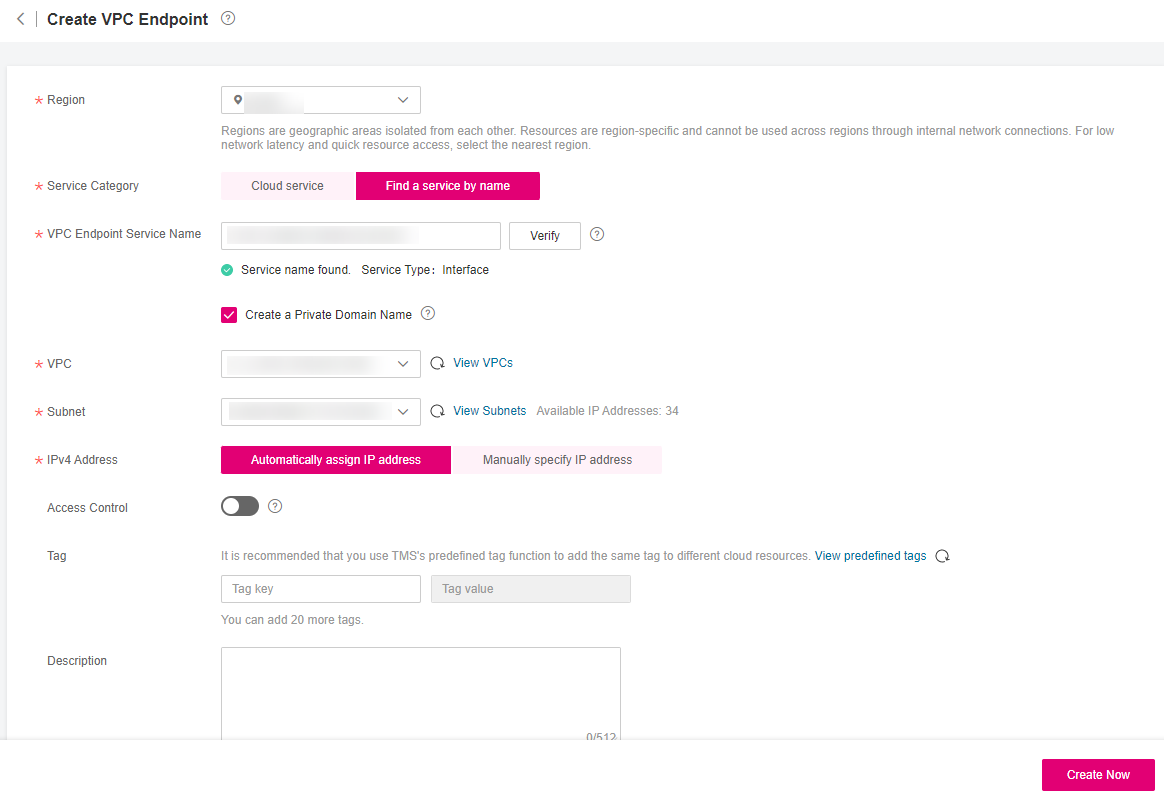 Create VPC Endpoint ?
* Region
Regions are geographic areas isolated from each other. Resources are region-specific and cannot be used across regions through internal network connections. For low
network latency and quick resource access, select the nearest region.
* Service Category Cloud service Find a service by name
* VPC Endpoint Service Name Verify ?
Service name found. Service Type: Interface
Create a Private Domain Name ?
* VPC View VPCs
* Subnet View Subnets Available IP Addresses: 34
* IPv4 Address Automatically assign IP address Manually specify IP address
Access Control ?
Tag It is recommended that you use TMS's predefined tag function to add the same tag to different cloud resources. View predefined tags
Tag key Tag value
You can add 20 more tags.
Description
0/512
Create Now